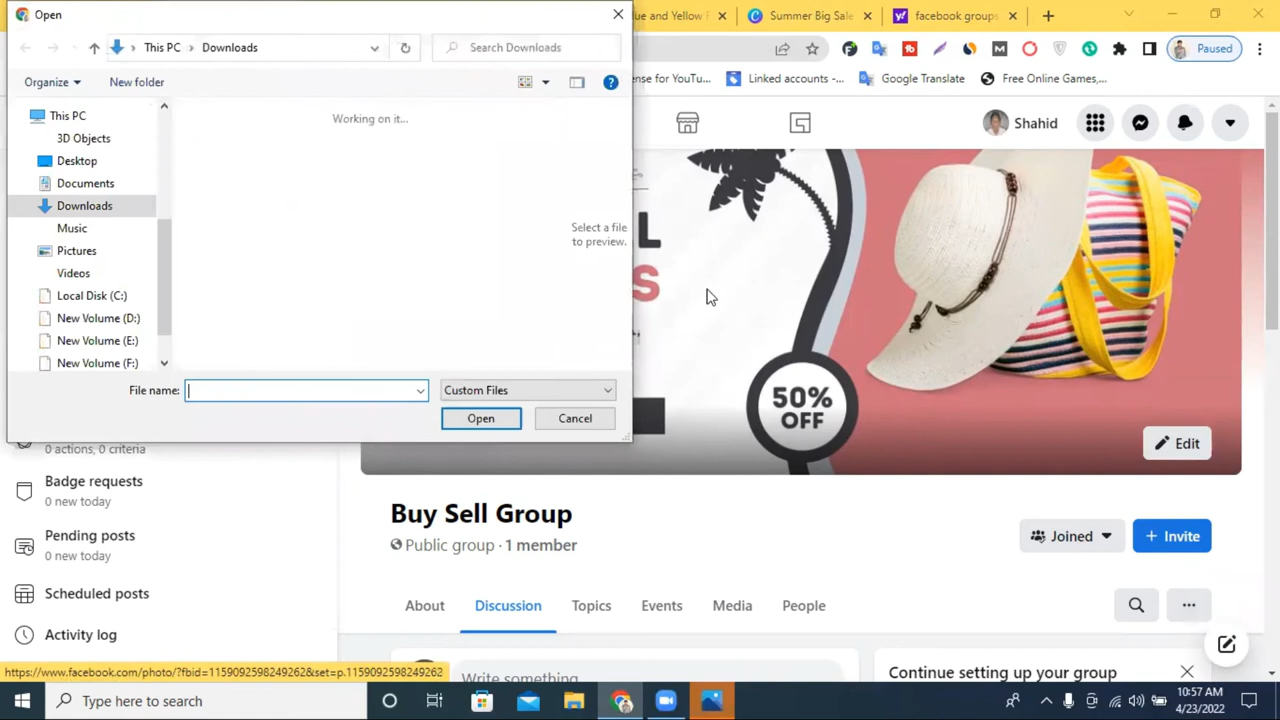 Open
lue and Yellow F
Summer Big Sale
facebook groups
This PC > Downloads
Search Downloads
Paused
Organize
New folder
ense for YouTu...
Linked accounts -...
Google Translate
Free Online Games,...
This PC
3D Objects
Desktop
Documents
Downloads
Music
Pictures
Videos
Local Disk (C:)
New Volume (D:)
New Volume (E:)
New Volume (F:)
Working on it...
Select a file
to preview.
Shahid
L
S
50%
OFF
File name:
Custom Files
Open
Cancel
Edit
0 actions, 0 criteria
Badge requests
0 new today
Pending posts
0 new today
Scheduled posts
Activity log
Buy Sell Group
Public group · 1 member
Joined
+ Invite
About
Discussion
Topics
Events
Media
People
Write something...
Continue setting up your group
https://www.facebook.com/photo/?fbid=1159092598249262&set=p.1159092598249262
Type here to search
10:57 AM
4/23/2022